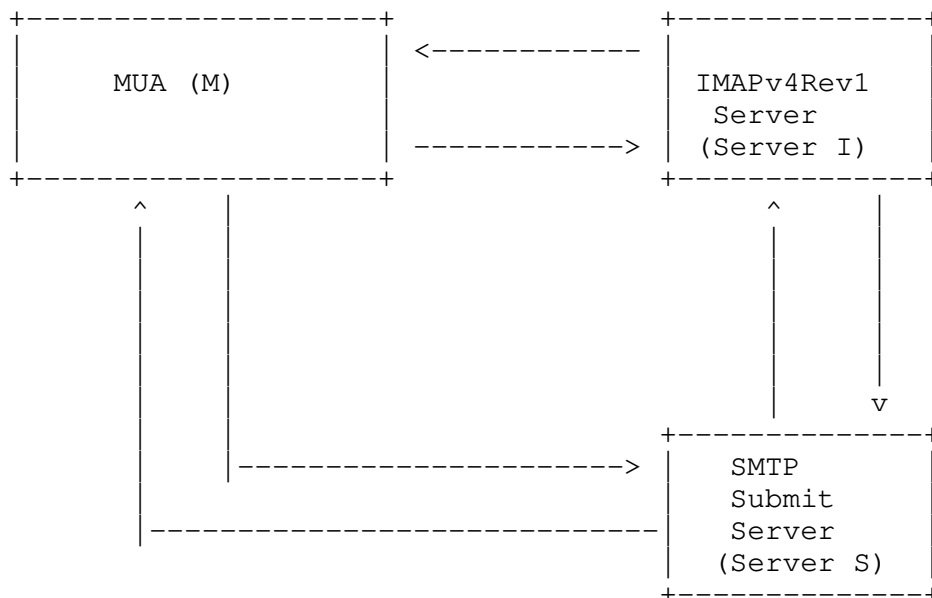 MUA (M)
IMAPv4Rev1
Server
(Server I)
SMTP
Submit
Server
(Server S)